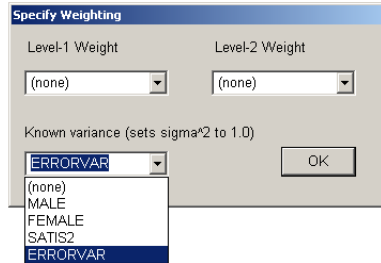 Specify Weighting
Level-1 Weight Level-2 Weight
(none) (none)
Known variance (sets sigma^2 to 1.0)
ERRORVAR OK
(none)
MALE
FEMALE
SATIS2
ERRORVAR